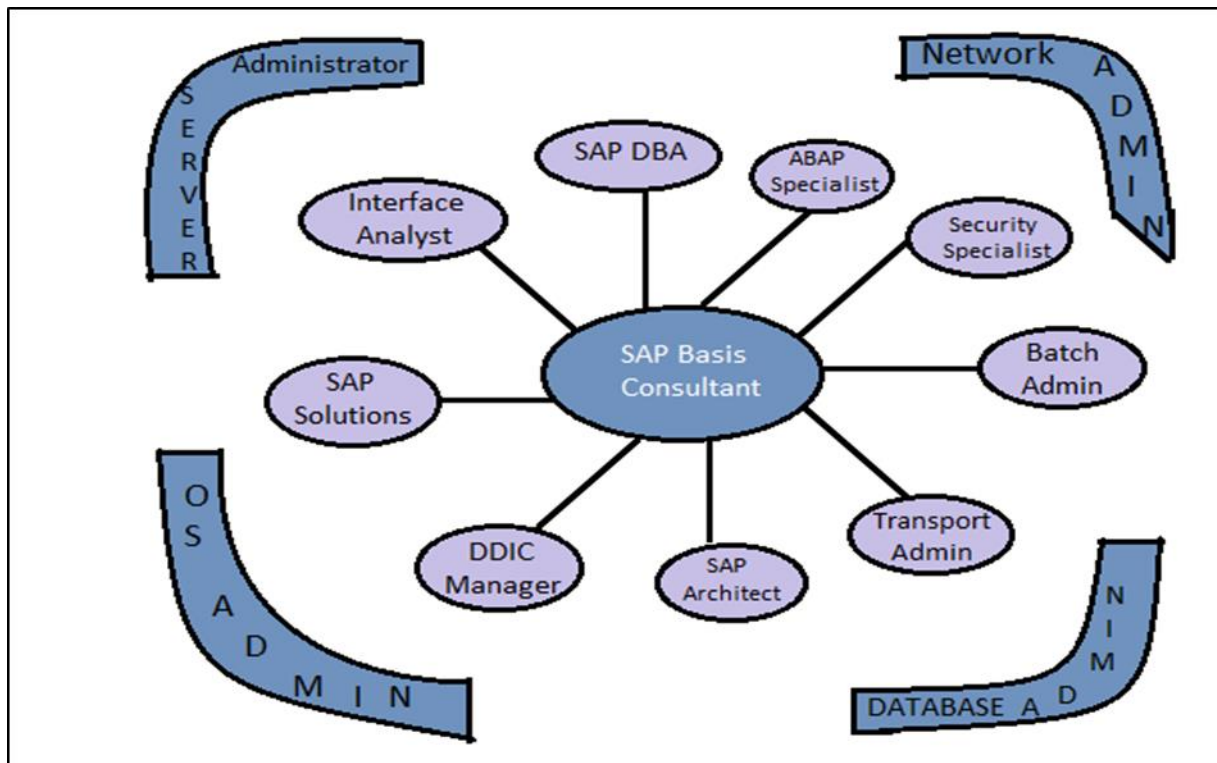 Administrator
SERVER
Network
ADMIN
SAP DBA
ABAP
Specialist
Interface
Analyst
Security
Specialist
SAP Basis
Consultant
Batch
Admin
SAP
Solutions
Transport
Admin
DDIC
Manager
SAP
Architect
OS ADMIN
DATABASE ADMIN